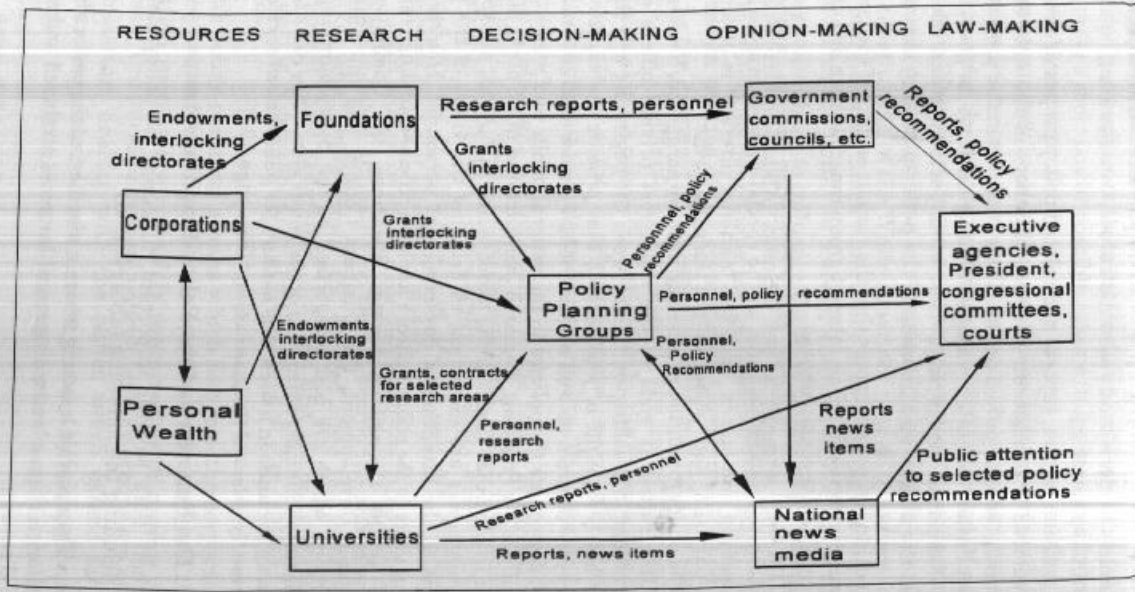 RESOURCES RESEARCH DECISION-MAKING OPINION-MAKING LAW-MAKING
Endowments,
interlocking
directorates
Foundations
Research reports, personnel
Government
commissions,
councils, etc.
Reports, policy
recommendations
Grants
interlocking
directorates
Corporations
Grants
interlocking
directorates
Personnnel, policy
recommendations
Executive
agencies,
President,
congressional
committees,
courts
Policy
Planning
Groups
Personnel, policy recommendations
Endowments,
interlocking
directorates
Personnel,
Policy
Recommendations
Grants, contracts
for selected
research areas
Personal
Wealth
Personnel,
research
reports
Reports
news
items
Public attention
to selected policy
recommendations
Research reports, personnel
Universities
Reports, news items
National
news
media